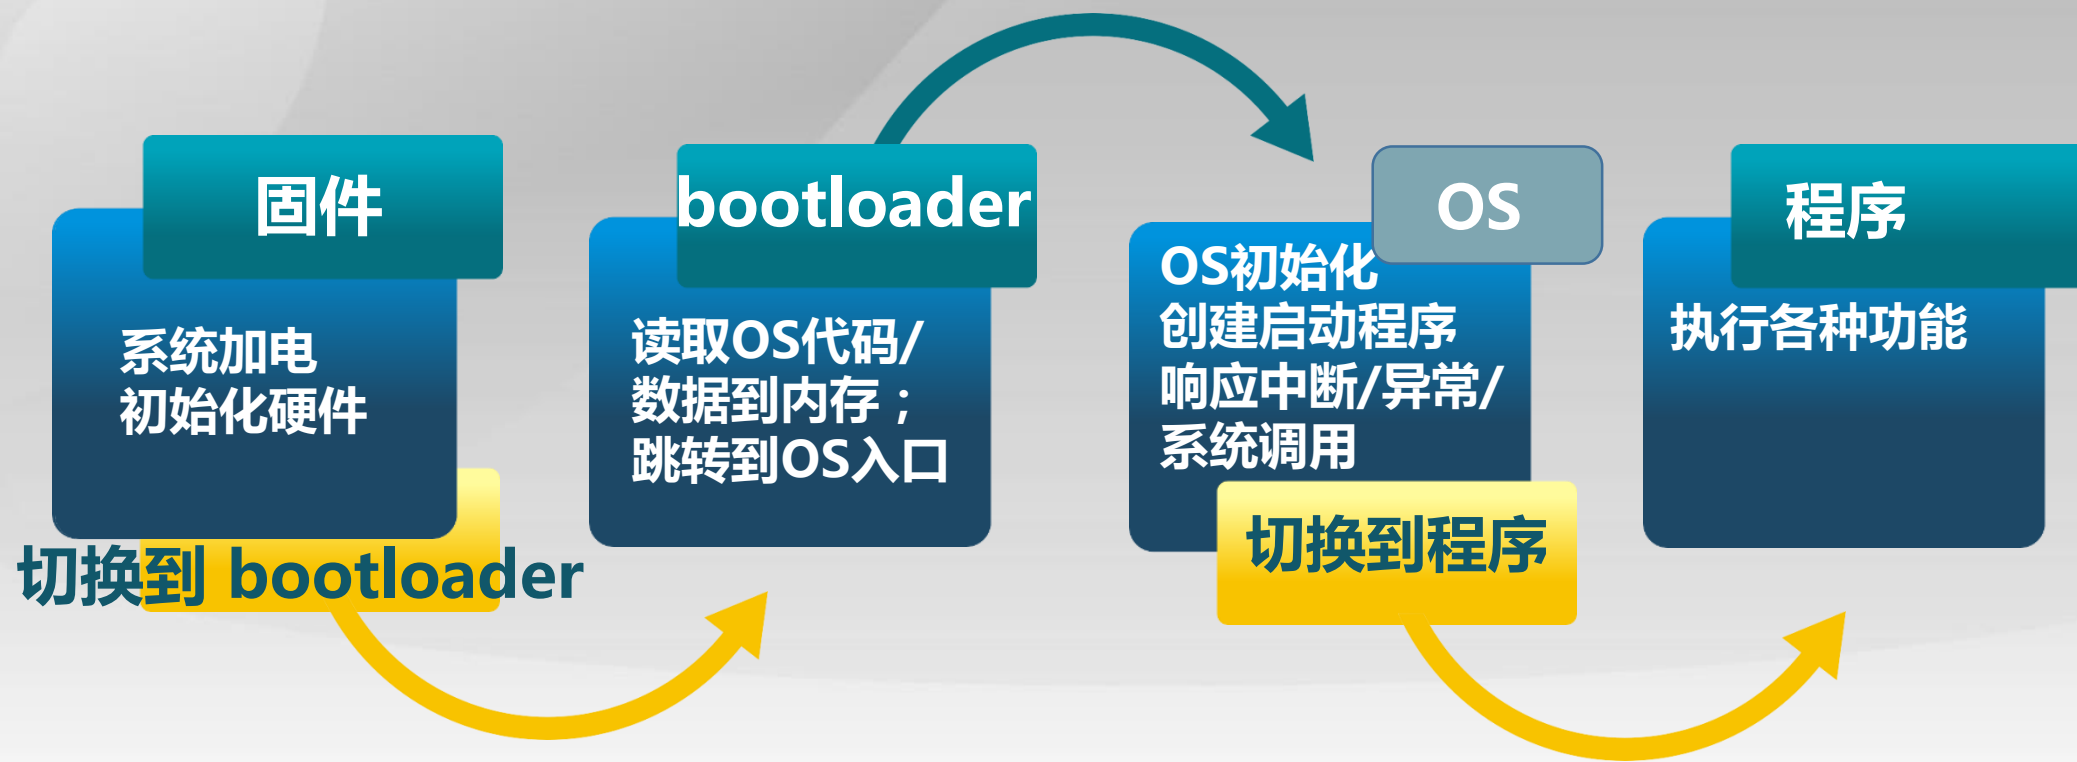 固件
系统加电
初始化硬件
切换到 bootloader
bootloader
读取OS代码/
数据到内存；
跳转到OS入口
OS
OS初始化
创建启动程序
响应中断/异常/
系统调用
切换到程序
程序
执行各种功能